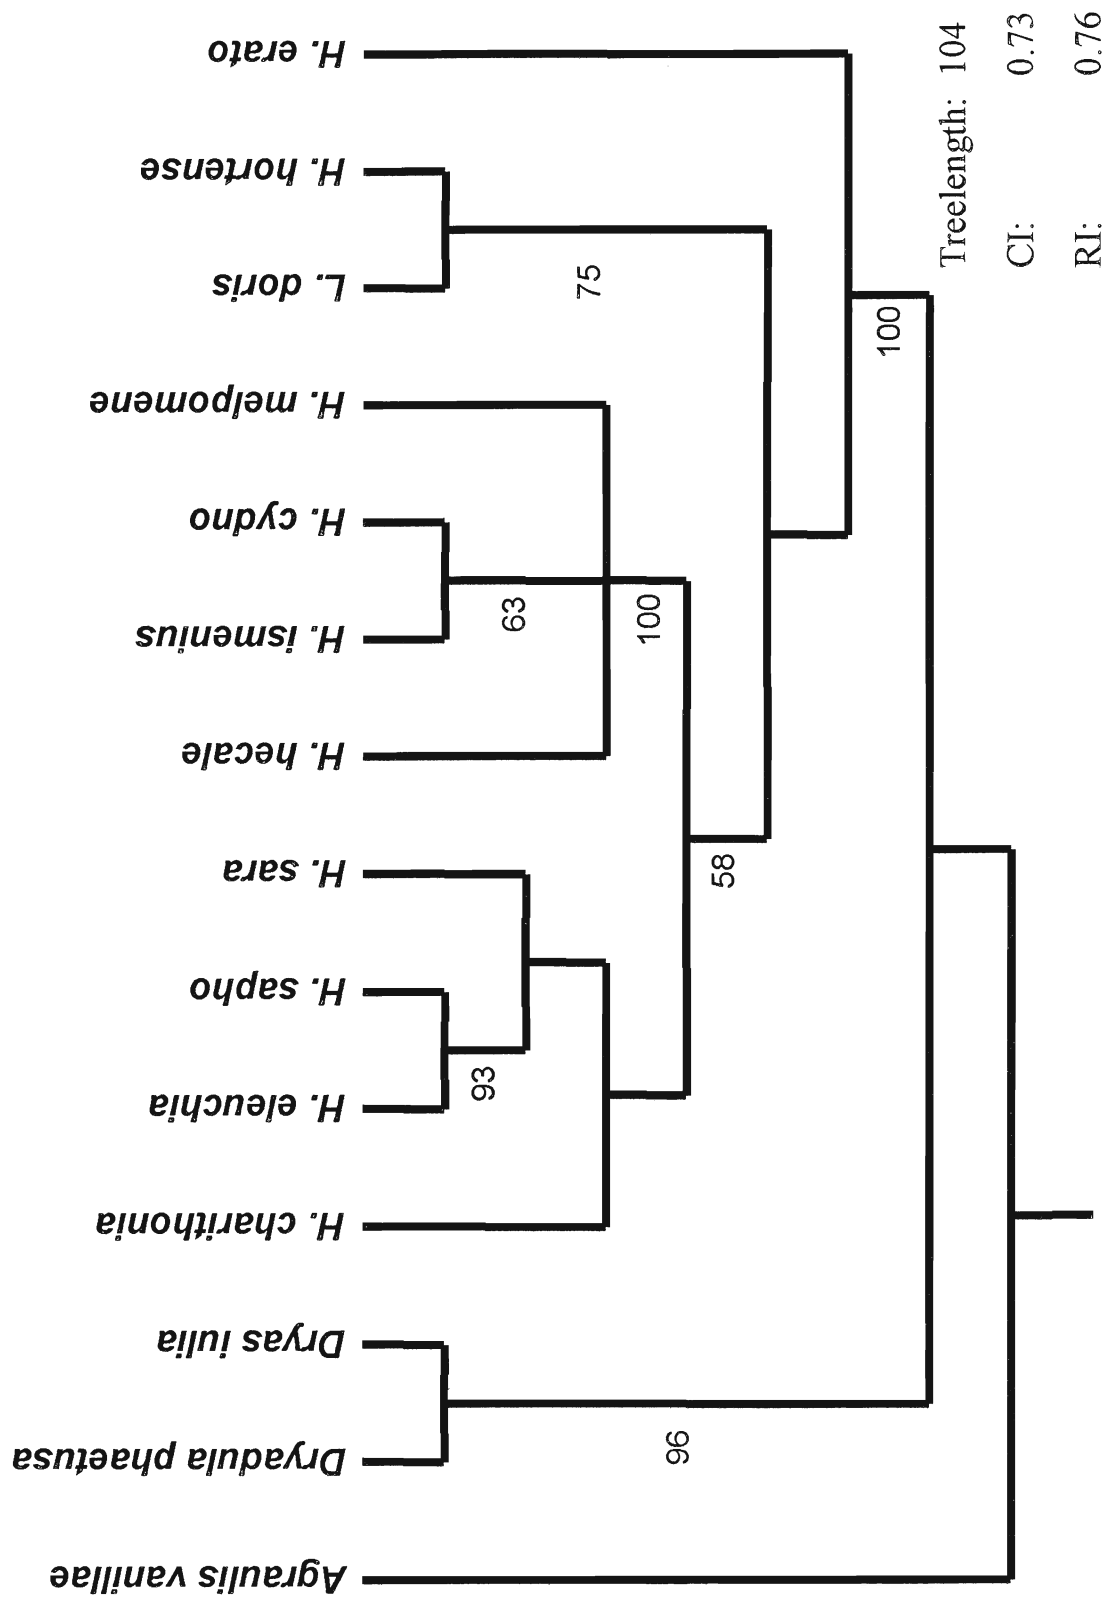 H. erato
H. hortense
L. doris
H. melpomene
H. cydno
H. ismenius
H. hecale
H. sara
H. sapho
H. eleuchia
H. charithonia
Dryas iulia
Dryadula phaetusa
Agraulis vanillae
75
63
100
58
93
100
96
Treelength: 104
CI: 0.73
RI: 0.76